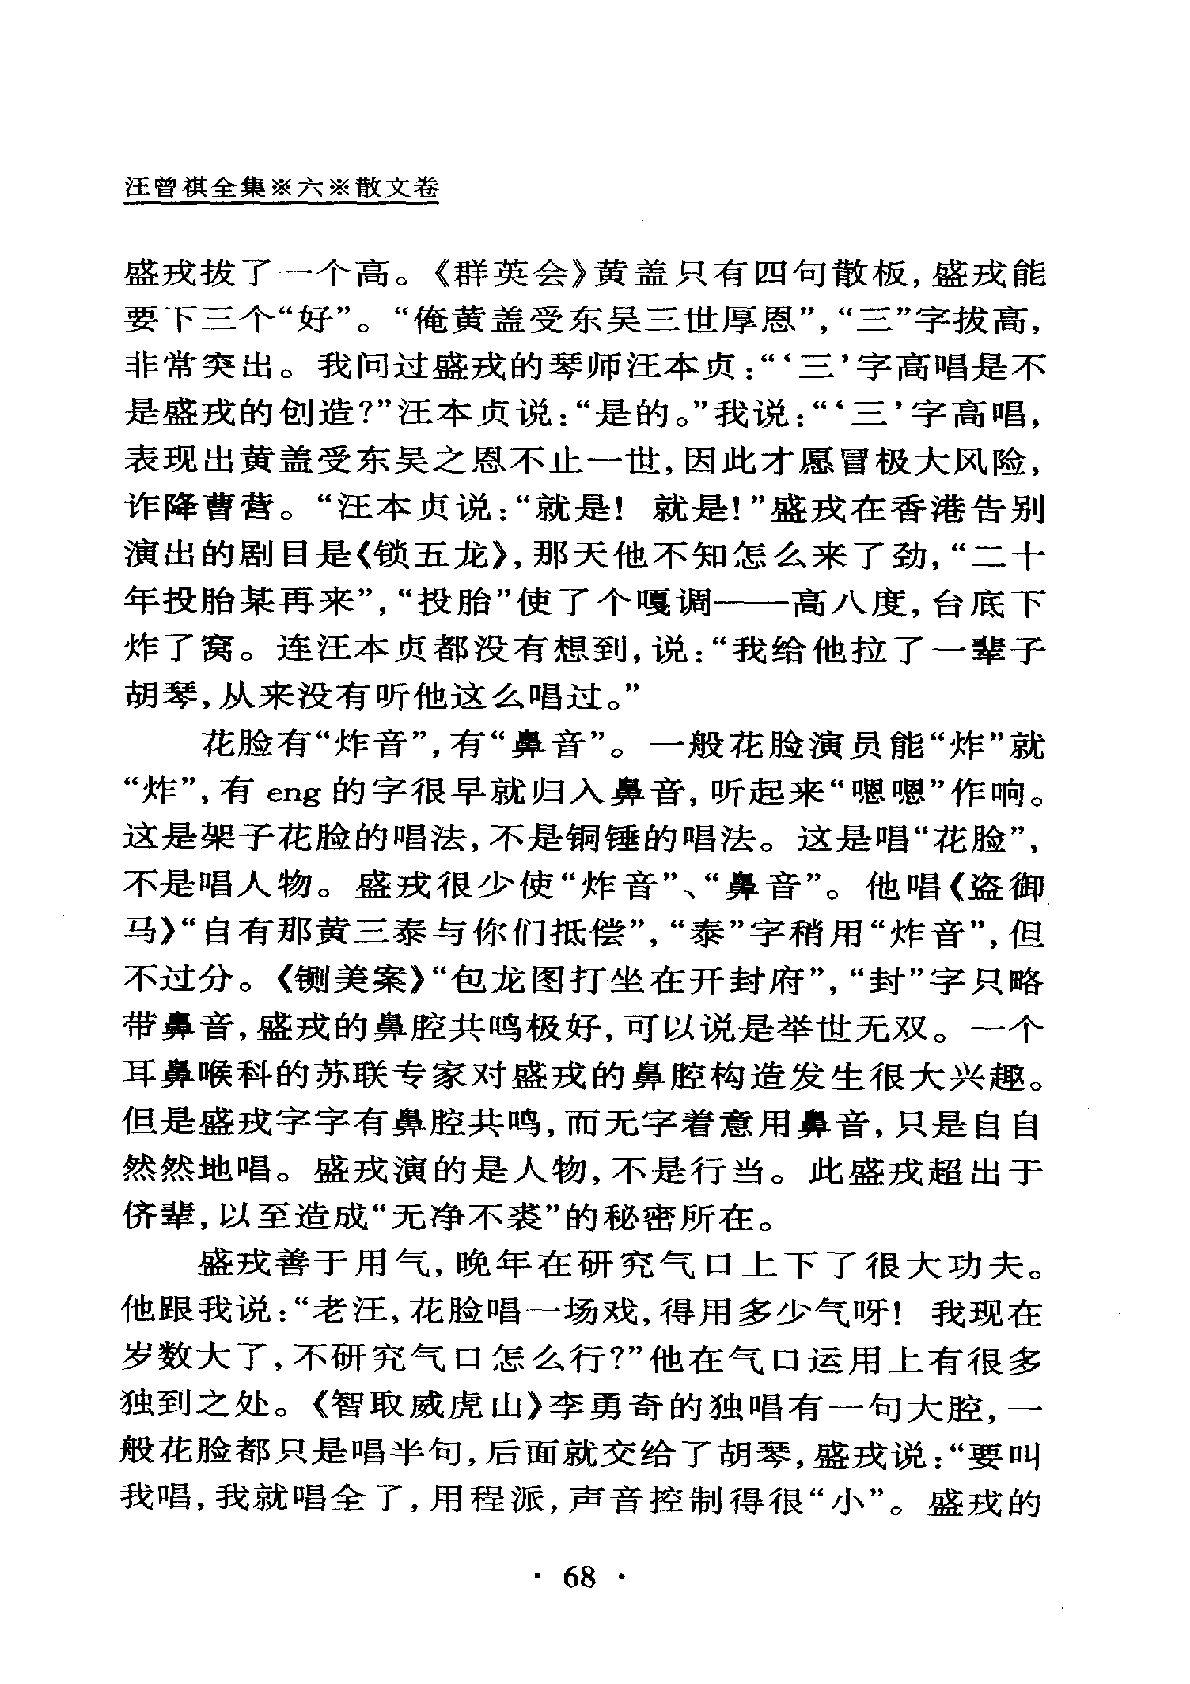 汪曾祺全集※六※散文卷
盛戎拔了一个高。《群英会》黄盖只有四句散板,盛戎能
要下三个“好”。“俺黄盖受东吴三世厚恩”,“三”字拔高,
非常突出。我问过盛戎的琴师汪本贞:“‘三’字高唱是不
是盛戎的创造?”汪本贞说:“是的。”我说:“‘三’字高唱,
表现出黄盖受东吴之恩不止一世,因此才愿冒极大风险,
诈降曹营。“汪本贞说:“就是! 就是!”盛戎在香港告别
演出的剧目是《锁五龙》,那天他不知怎么来了劲,“二十
年投胎某再来”,“投胎”使了个嘎调——高八度,台底下
炸了窝。连汪本贞都没有想到,说:“我给他拉了一辈子
胡琴,从来没有听他这么唱过。”
花脸有“炸音”,有“鼻音”。一般花脸演员能“炸”就
“炸”,有 eng 的字很早就归入鼻音,听起来“嗯嗯”作响。
这是架子花脸的唱法,不是铜锤的唱法。这是唱“花脸”,
不是唱人物。盛戎很少使“炸音”、“鼻音”。他唱《盗御
马》“自有那黄三泰与你们抵偿”,“泰”字稍用“炸音”,但
不过分。《铡美案》“包龙图打坐在开封府”,“封”字只略
带鼻音,盛戎的鼻腔共鸣极好,可以说是举世无双。一个
耳鼻喉科的苏联专家对盛戎的鼻腔构造发生很大兴趣。
但是盛戎字字有鼻腔共鸣,而无字着意用鼻音,只是自自
然然地唱。盛戎演的是人物,不是行当。此盛戎超出于
侪辈,以至造成“无净不裘”的秘密所在。
盛戎善于用气,晚年在研究气口上下了很大功夫。
他跟我说:“老汪,花脸唱一场戏,得用多少气呀! 我现在
岁数大了,不研究气口怎么行?”他在气口运用上有很多
独到之处。《智取威虎山》李勇奇的独唱有一句大腔,一
般花脸都只是唱半句,后面就交给了胡琴,盛戎说:“要叫
我唱,我就唱全了,用程派,声音控制得很“小”。盛戎的
· 68 ·